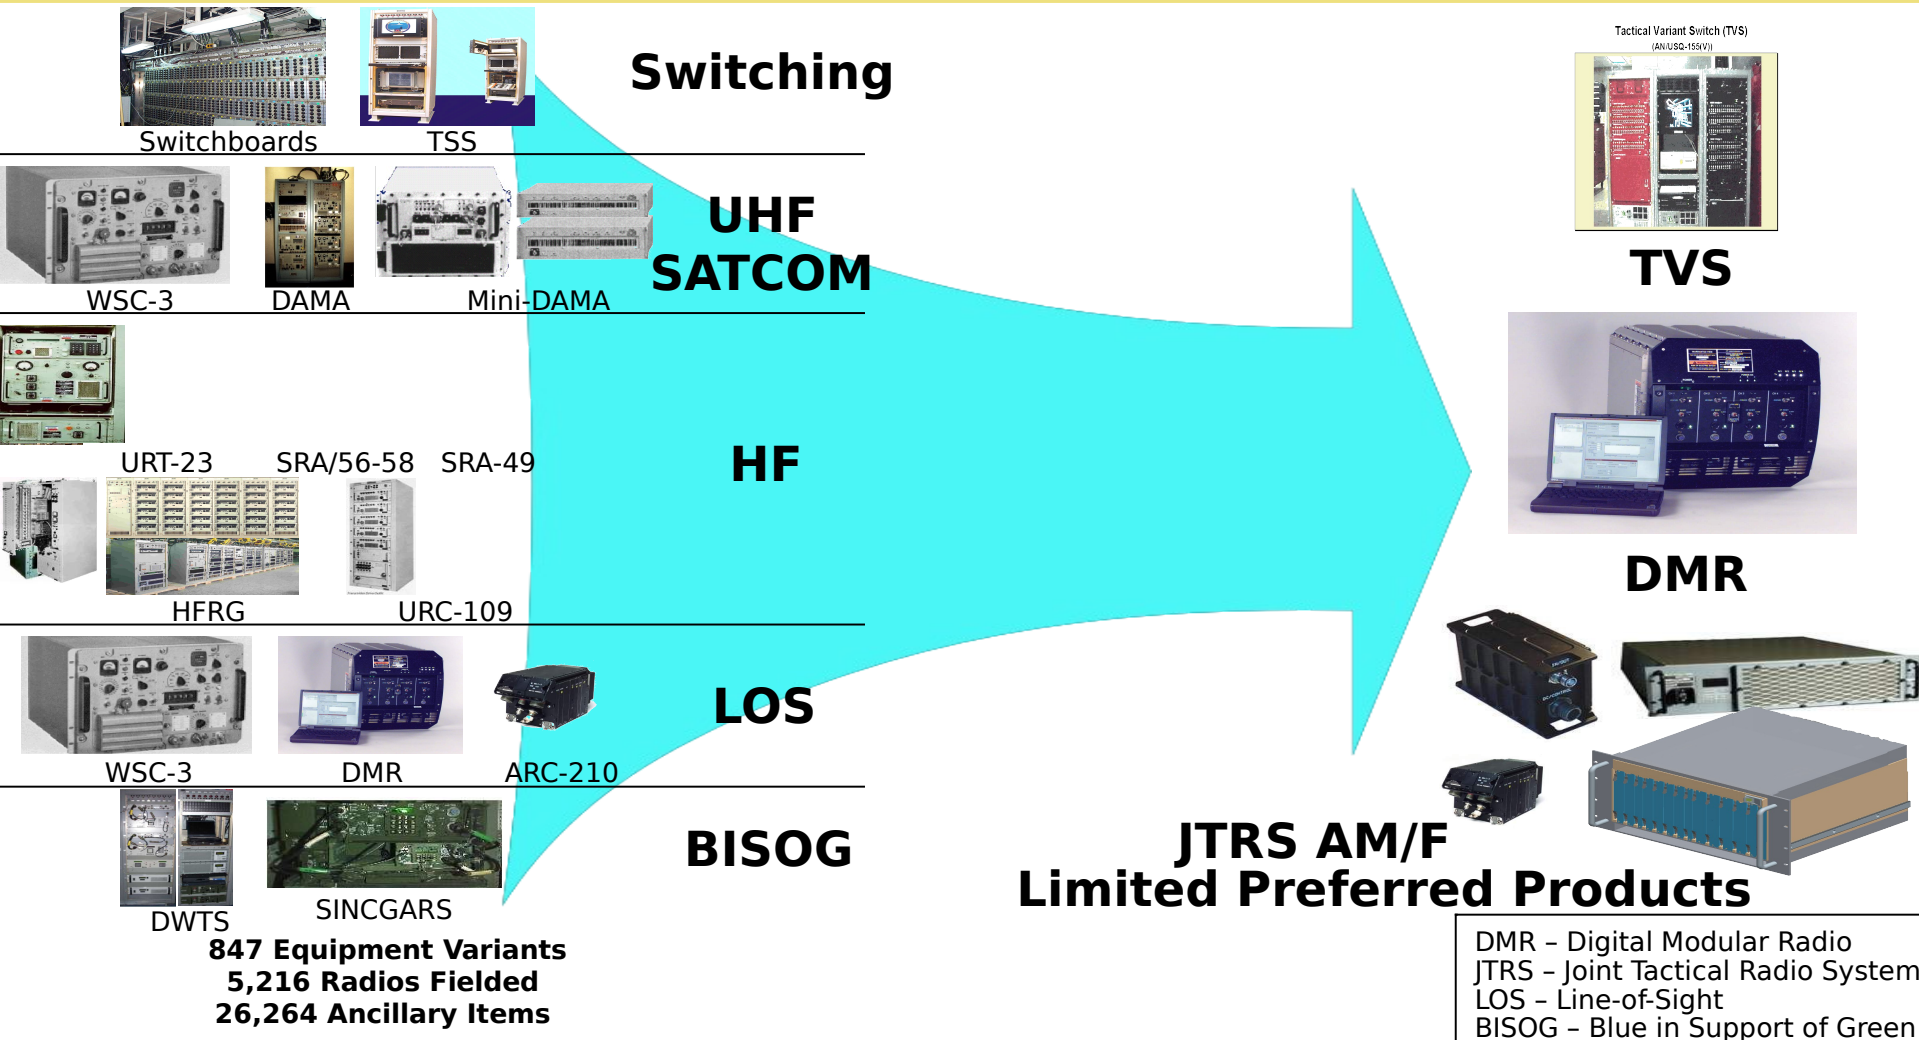 Switchboards
TSS
Switching
WSC-3
DAMA
Mini-DAMA
UHF
SATCOM
URT-23
SRA/56-58
SRA-49
HF
HFRG
URC-109
WSC-3
DMR
ARC-210
LOS
DWTS
SINCGARS
BISOG
847 Equipment Variants
5,216 Radios Fielded
26,264 Ancillary Items
Tactical Variant Switch (TVS)
(AN/USQ-155(V))
TVS
DMR
JTRS AM/F
Limited Preferred Products
DMR – Digital Modular Radio
JTRS – Joint Tactical Radio System
LOS – Line-of-Sight
BISOG – Blue in Support of Green